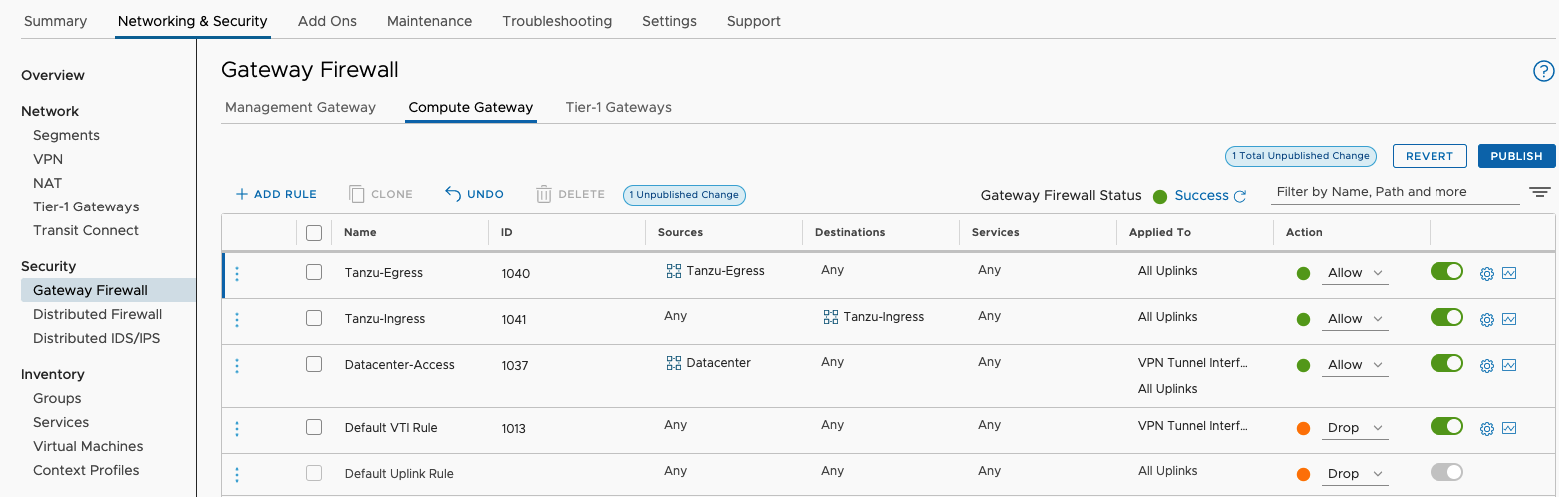 Summary Networking & Security Add Ons Maintenance Troubleshooting Settings Support
Overview
Network
Segments
VPN
NAT
Tier-1 Gateways
Transit Connect
Security
Gateway Firewall
Distributed Firewall
Distributed IDS/IPS
Inventory
Groups
Services
Virtual Machines
Context Profiles
Gateway Firewall
?
Management Gateway Compute Gateway Tier-1 Gateways
1 Total Unpublished Change REVERT PUBLISH
+ ADD RULE CLONE UNDO DELETE 1 Unpublished Change Gateway Firewall Status Success Filter by Name, Path and more
Name ID Sources Destinations Services Applied To Action
Tanzu-Egress 1040 Tanzu-Egress Any Any All Uplinks Allow
Tanzu-Ingress 1041 Any Tanzu-Ingress Any All Uplinks Allow
Datacenter-Access 1037 Datacenter Any Any VPN Tunnel Interf... Allow
All Uplinks
Default VTI Rule 1013 Any Any Any VPN Tunnel Interf... Drop
Default Uplink Rule Any Any Any All Uplinks Drop